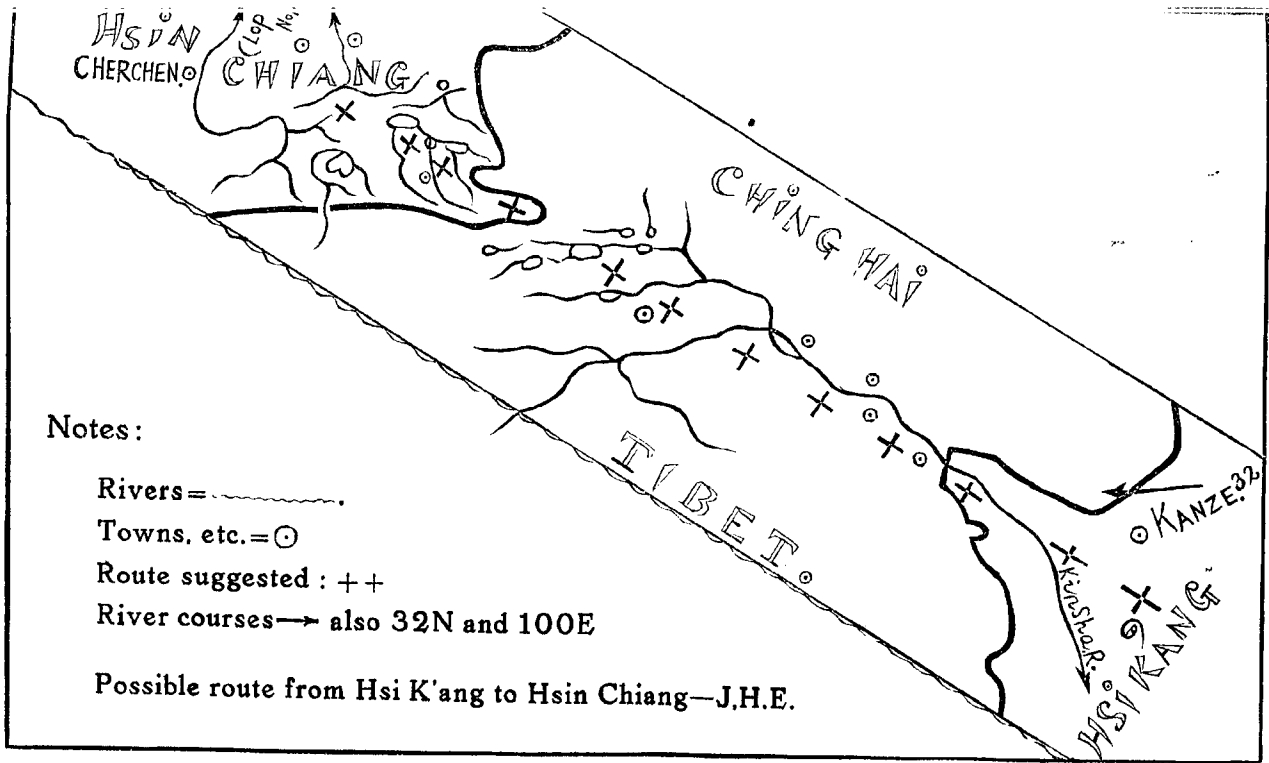 HSIN
CHIANG
CHERCHEN.
(Lop No.
CHING HAI
TIBET.
KANZE. 32
Kinsha R.
HSI KANG
Notes:
Rivers=
Towns, etc.=
Route suggested : ++
River courses→ also 32N and 100E
Possible route from Hsi K'ang to Hsin Chiang—J.H.E.